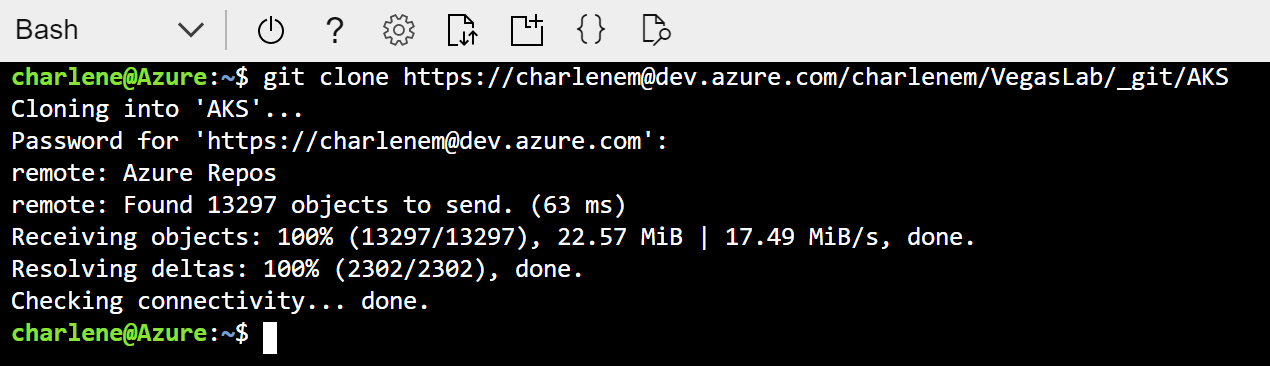 Bash
?
{}
charlene@Azure:~$ git clone https://charlenem@dev.azure.com/charlenem/VegasLab/_git/AKS
Cloning into 'AKS'...
Password for 'https://charlenem@dev.azure.com':
remote: Azure Repos
remote: Found 13297 objects to send. (63 ms)
Receiving objects: 100% (13297/13297), 22.57 MiB | 17.49 MiB/s, done.
Resolving deltas: 100% (2302/2302), done.
Checking connectivity... done.
charlene@Azure:~$